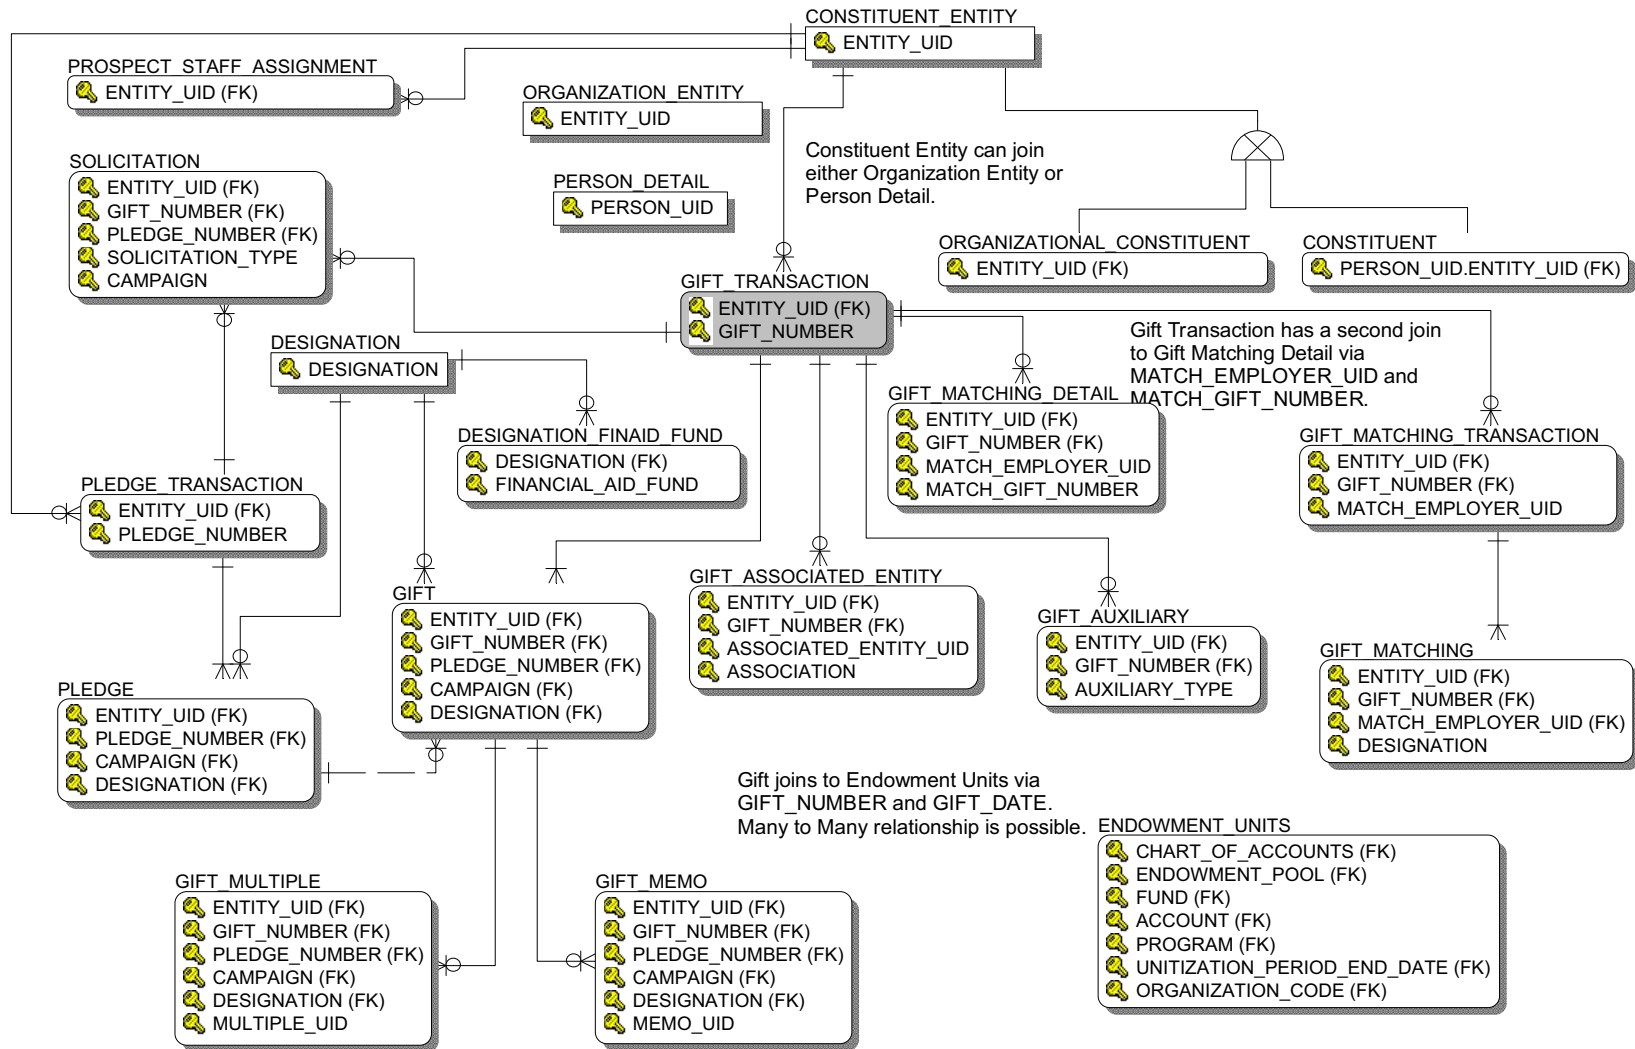 CONSTITUENT_ENTITY
ENTITY_UID
PROSPECT_STAFF_ASSIGNMENT
ENTITY_UID (FK)
ORGANIZATION_ENTITY
ENTITY_UID
Constituent Entity can join
either Organization Entity or
Person Detail.
SOLICITATION
ENTITY_UID (FK)
GIFT_NUMBER (FK)
PLEDGE_NUMBER (FK)
SOLICITATION_TYPE
CAMPAIGN
PERSON_DETAIL
PERSON_UID
ORGANIZATIONAL_CONSTITUENT
ENTITY_UID (FK)
CONSTITUENT
PERSON_UID.ENTITY_UID (FK)
GIFT_TRANSACTION
ENTITY_UID (FK)
GIFT_NUMBER
Gift Transaction has a second join
to Gift Matching Detail via
MATCH_EMPLOYER_UID and
MATCH_GIFT_NUMBER.
DESIGNATION
DESIGNATION
GIFT_MATCHING_DETAIL
ENTITY_UID (FK)
GIFT_NUMBER (FK)
MATCH_EMPLOYER_UID
MATCH_GIFT_NUMBER
DESIGNATION_FINAID_FUND
DESIGNATION (FK)
FINANCIAL_AID_FUND
GIFT_MATCHING_TRANSACTION
ENTITY_UID (FK)
GIFT_NUMBER (FK)
MATCH_EMPLOYER_UID
PLEDGE_TRANSACTION
ENTITY_UID (FK)
PLEDGE_NUMBER
GIFT
ENTITY_UID (FK)
GIFT_NUMBER (FK)
PLEDGE_NUMBER (FK)
CAMPAIGN (FK)
DESIGNATION (FK)
GIFT_ASSOCIATED_ENTITY
ENTITY_UID (FK)
GIFT_NUMBER (FK)
ASSOCIATED_ENTITY_UID
ASSOCIATION
GIFT_AUXILIARY
ENTITY_UID (FK)
GIFT_NUMBER (FK)
AUXILIARY_TYPE
GIFT_MATCHING
ENTITY_UID (FK)
GIFT_NUMBER (FK)
MATCH_EMPLOYER_UID (FK)
DESIGNATION
PLEDGE
ENTITY_UID (FK)
PLEDGE_NUMBER (FK)
CAMPAIGN (FK)
DESIGNATION (FK)
Gift joins to Endowment Units via
GIFT_NUMBER and GIFT_DATE.
Many to Many relationship is possible.
ENDOWMENT_UNITS
CHART_OF_ACCOUNTS (FK)
ENDOWMENT_POOL (FK)
FUND (FK)
ACCOUNT (FK)
PROGRAM (FK)
UNITIZATION_PERIOD_END_DATE (FK)
ORGANIZATION_CODE (FK)
GIFT_MULTIPLE
ENTITY_UID (FK)
GIFT_NUMBER (FK)
PLEDGE_NUMBER (FK)
CAMPAIGN (FK)
DESIGNATION (FK)
MULTIPLE_UID
GIFT_MEMO
ENTITY_UID (FK)
GIFT_NUMBER (FK)
PLEDGE_NUMBER (FK)
CAMPAIGN (FK)
DESIGNATION (FK)
MEMO_UID